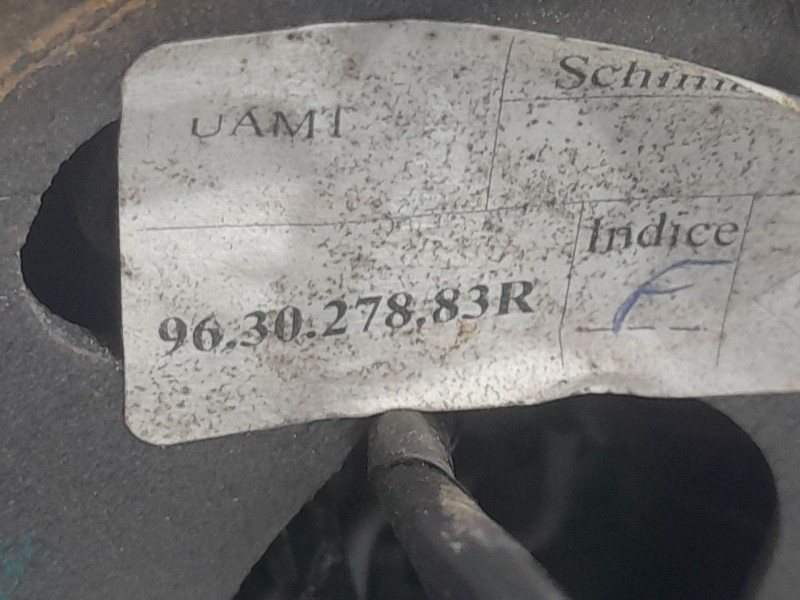 UAMT
96.30.278.83R
Indice
F